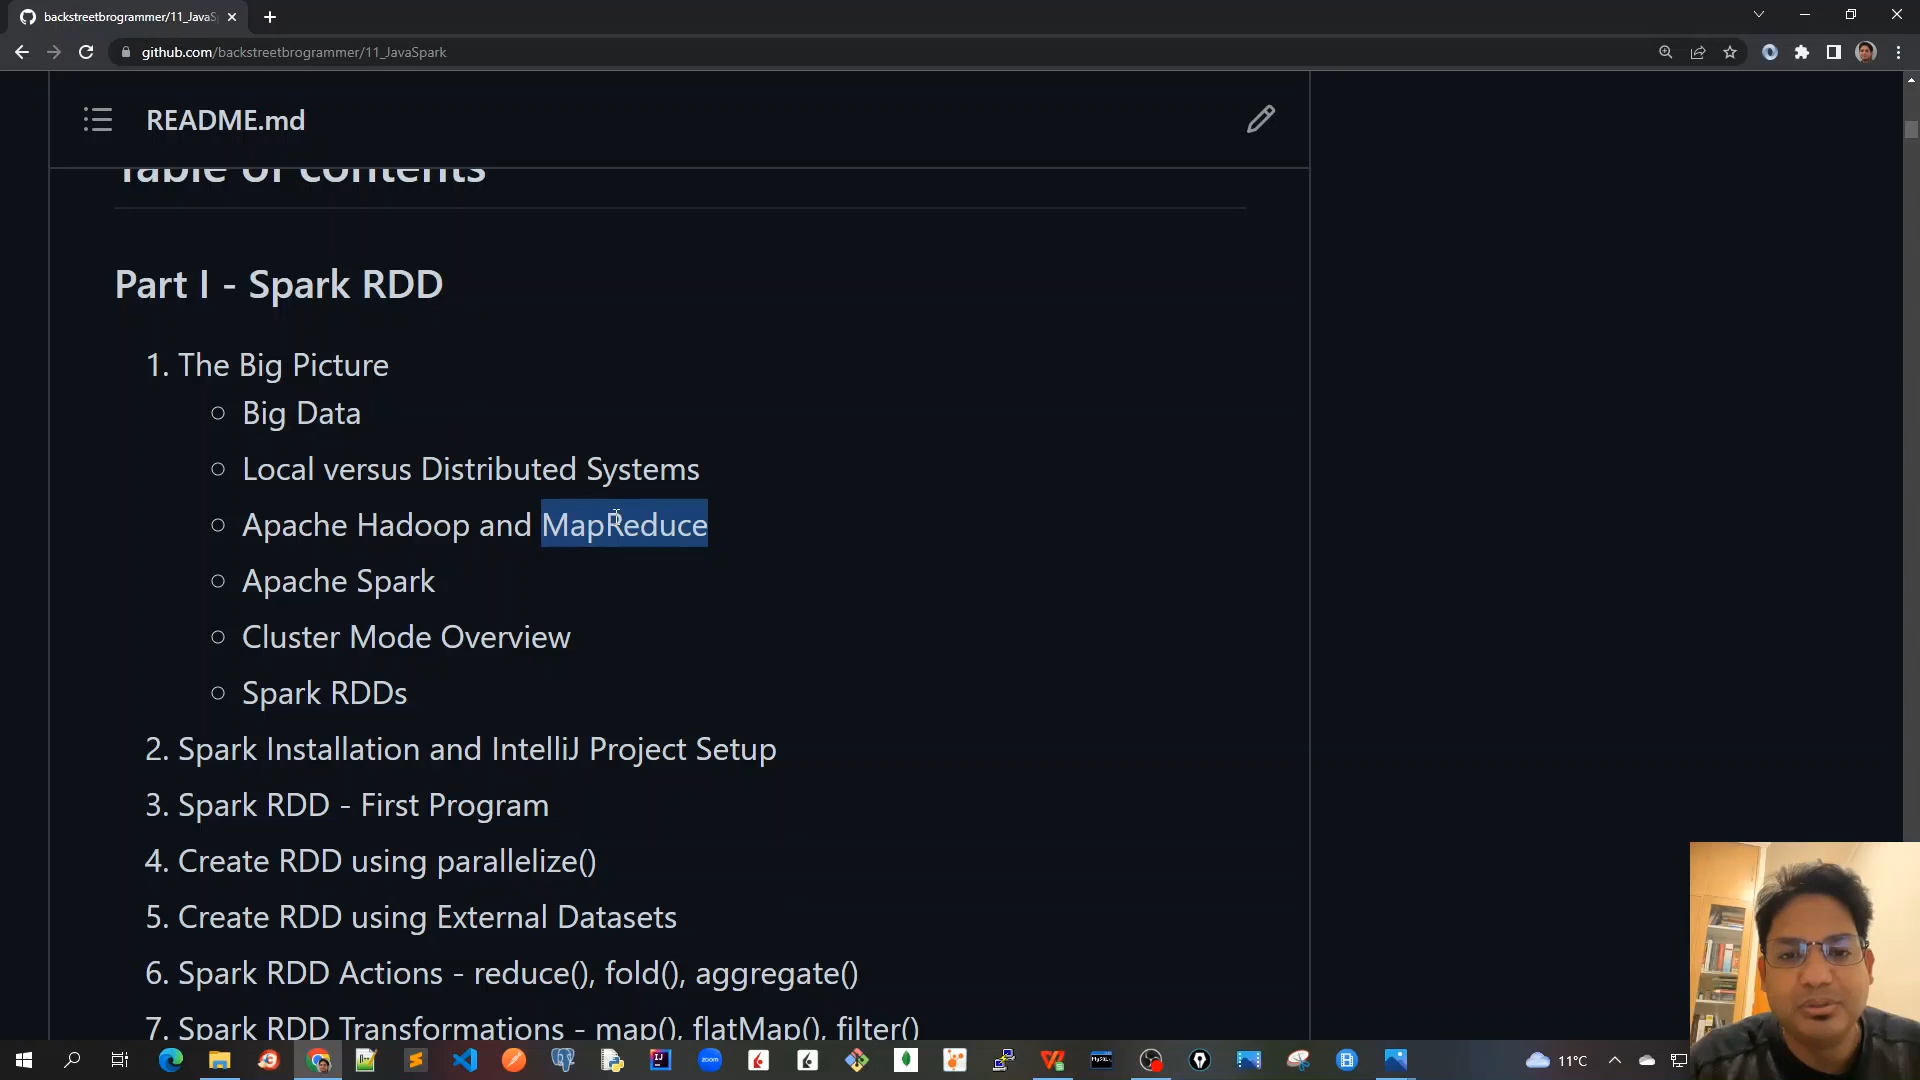 backstreetbrogrammer/11_JavaS
github.com/backstreetbrogrammer/11_JavaSpark
README.md
Table of contents
Part I - Spark RDD
1. The Big Picture
Big Data
Local versus Distributed Systems
Apache Hadoop and MapReduce
Apache Spark
Cluster Mode Overview
Spark RDDs
2. Spark Installation and IntelliJ Project Setup
3. Spark RDD - First Program
4. Create RDD using parallelize()
5. Create RDD using External Datasets
6. Spark RDD Actions - reduce(), fold(), aggregate()
7. Spark RDD Transformations - map(), flatMap(), filter()
11°C